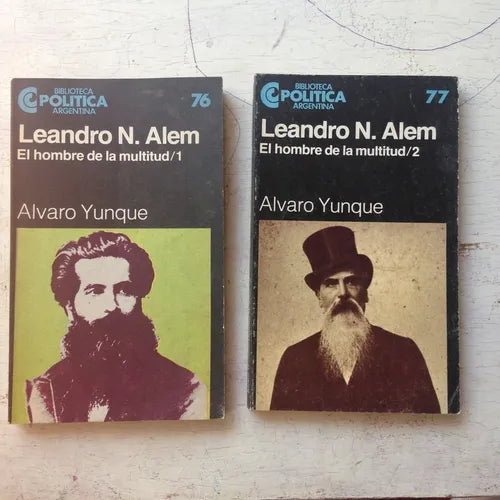 BIBLIOTECA
POLITICA
ARGENTINA
76
Leandro N. Alem
El hombre de la multitud/1
Alvaro Yunque
BIBLIOTECA
POLITICA
ARGENTINA
77
Leandro N. Alem
El hombre de la multitud/2
Alvaro Yunque